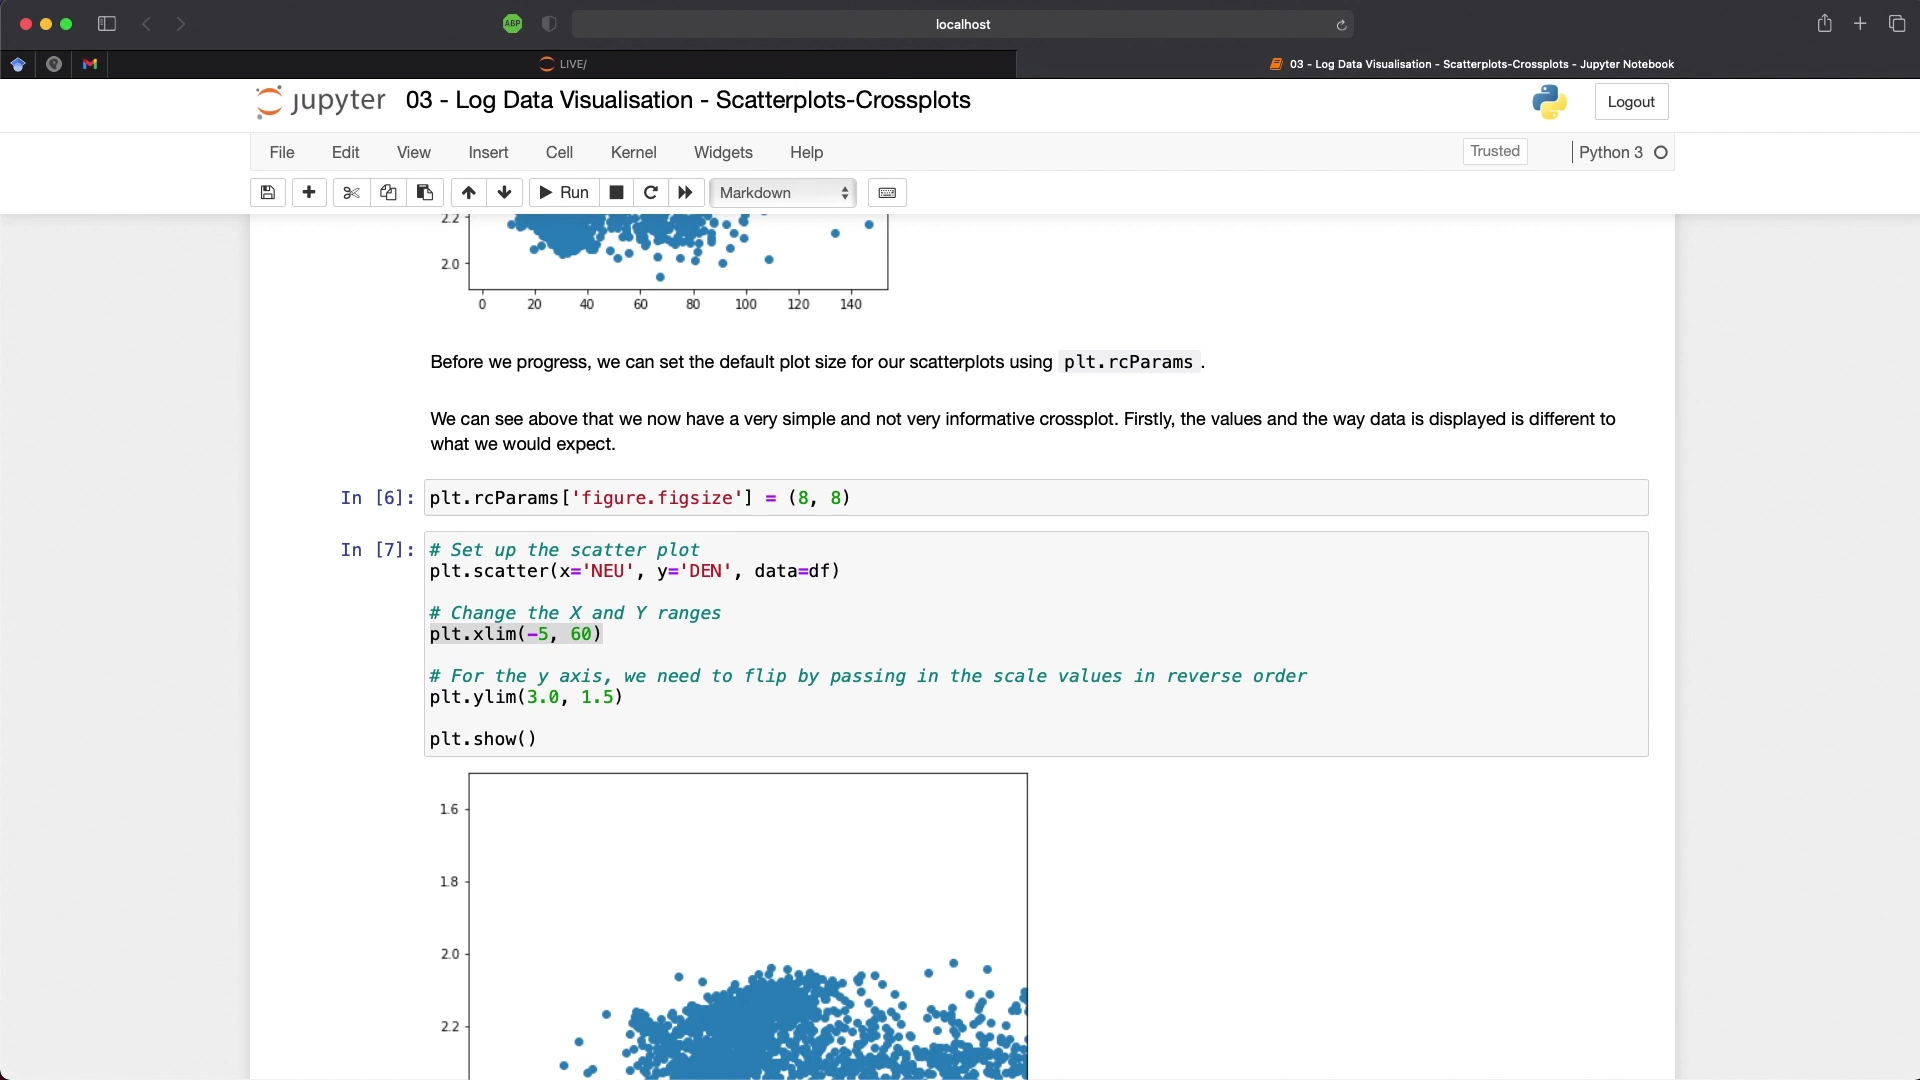 ABP
localhost
LIVE/
03 - Log Data Visualisation - Scatterplots-Crossplots - Jupyter Notebook
jupyter 03 - Log Data Visualisation - Scatterplots-Crossplots
Logout
File Edit View Insert Cell Kernel Widgets Help
Trusted
Python 3
Run
Markdown
2.2
2.0
0 20 40 60 80 100 120 140
Before we progress, we can set the default plot size for our scatterplots using plt.rcParams .
We can see above that we now have a very simple and not very informative crossplot. Firstly, the values and the way data is displayed is different to
what we would expect.
In [6]: plt.rcParams['figure.figsize'] = (8, 8)
In [7]: # Set up the scatter plot
plt.scatter(x='NEU', y='DEN', data=df)
# Change the X and Y ranges
plt.xlim(-5, 60)
# For the y axis, we need to flip by passing in the scale values in reverse order
plt.ylim(3.0, 1.5)
plt.show()
1.6
1.8
2.0
2.2